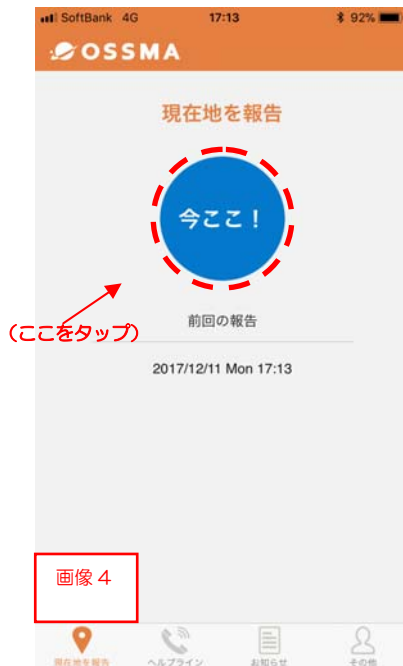 SoftBank 4G 17:13 92%
OSSMA
現在地を報告
今ここ！
(ここをタップ)
前回の報告
2017/12/11 Mon 17:13
画像4
現在地を報告 ヘルプライン お知らせ その他